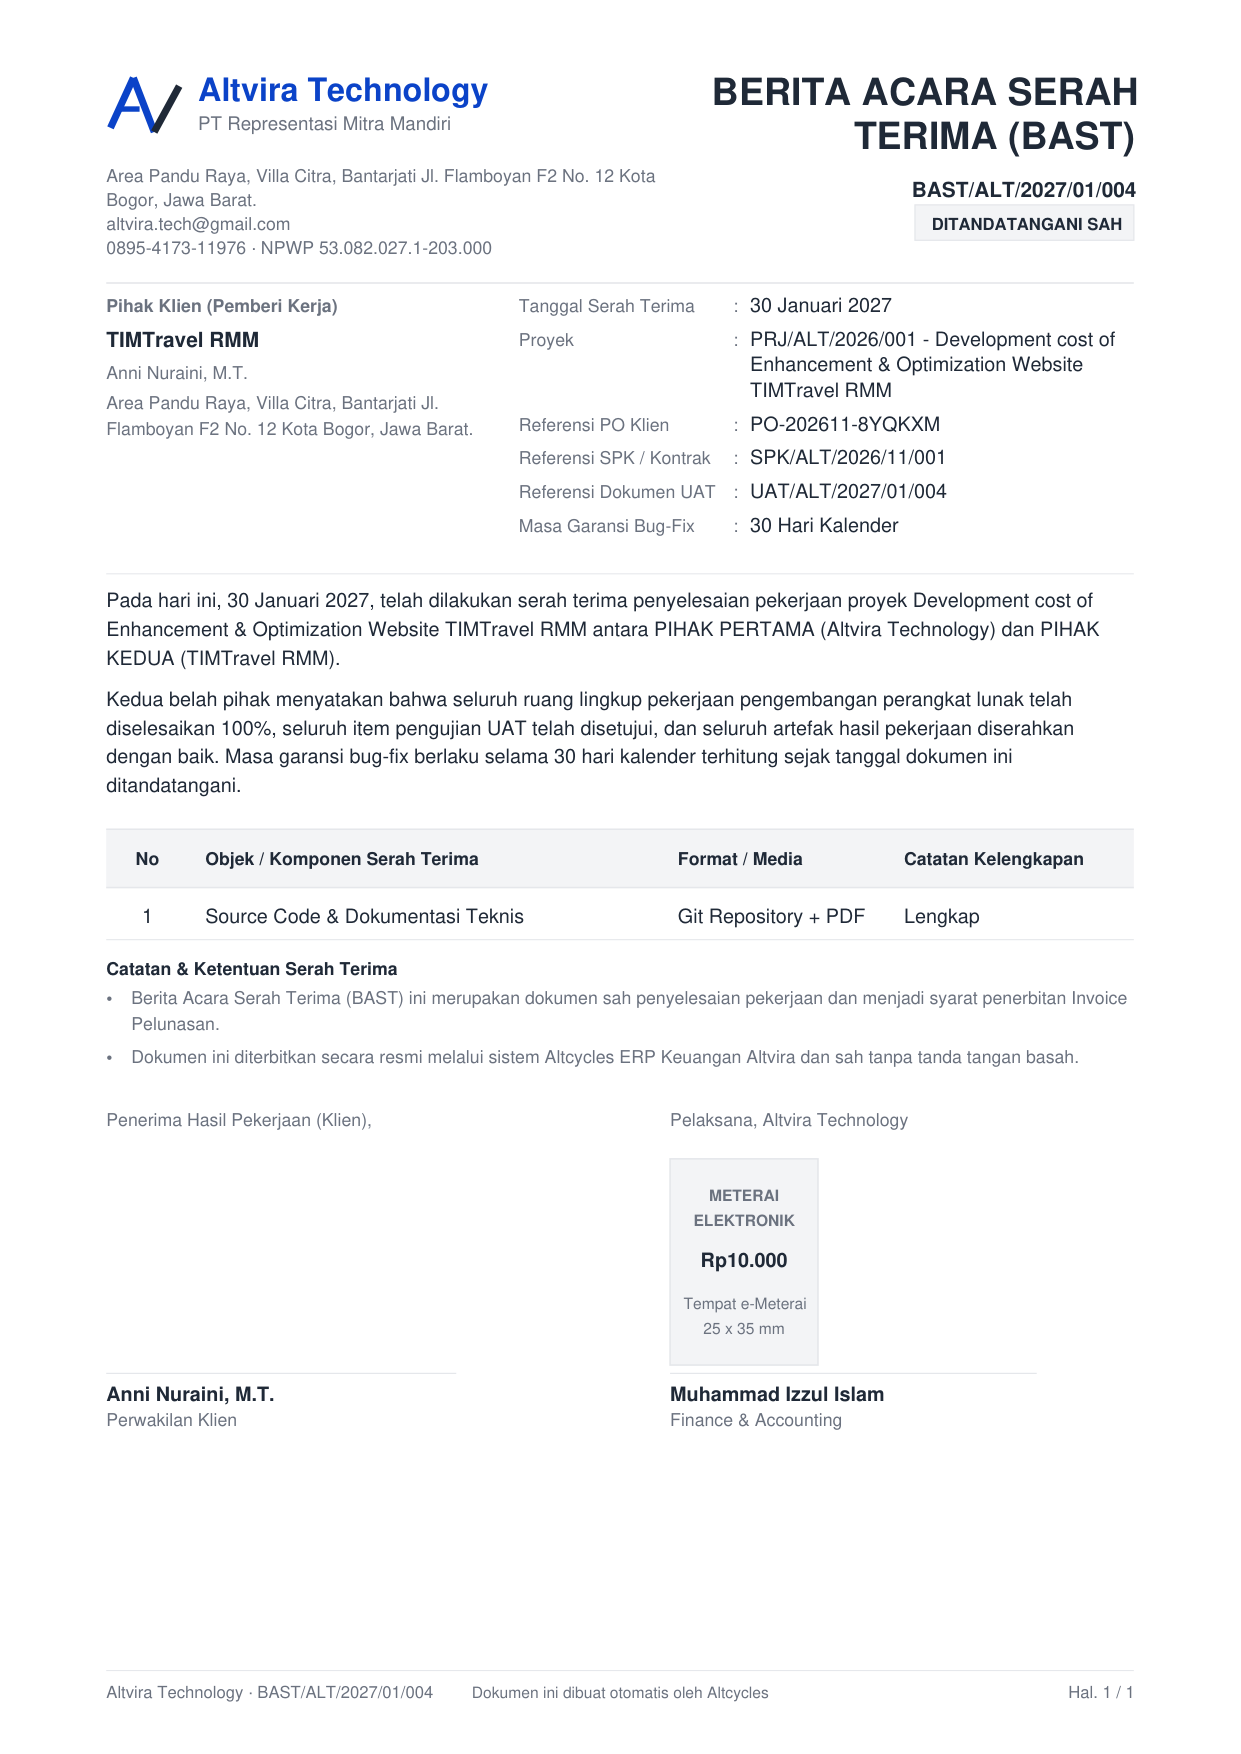 Altvira Technology
PT Representasi Mitra Mandiri
Area Pandu Raya, Villa Citra, Bantarjati Jl. Flamboyan F2 No. 12 Kota
Bogor, Jawa Barat.
altvira.tech@gmail.com
0895-4173-11976 · NPWP 53.082.027.1-203.000
BERITA ACARA SERAH
TERIMA (BAST)
BAST/ALT/2027/01/004
DITANDATANGANI SAH
Pihak Klien (Pemberi Kerja)
TIMTravel RMM
Anni Nuraini, M.T.
Area Pandu Raya, Villa Citra, Bantarjati Jl.
Flamboyan F2 No. 12 Kota Bogor, Jawa Barat.
Tanggal Serah Terima : 30 Januari 2027
Proyek : PRJ/ALT/2026/001 - Development cost of
Enhancement & Optimization Website
TIMTravel RMM
Referensi PO Klien : PO-202611-8YQKXM
Referensi SPK / Kontrak : SPK/ALT/2026/11/001
Referensi Dokumen UAT : UAT/ALT/2027/01/004
Masa Garansi Bug-Fix : 30 Hari Kalender
Pada hari ini, 30 Januari 2027, telah dilakukan serah terima penyelesaian pekerjaan proyek Development cost of
Enhancement & Optimization Website TIMTravel RMM antara PIHAK PERTAMA (Altvira Technology) dan PIHAK
KEDUA (TIMTravel RMM).
Kedua belah pihak menyatakan bahwa seluruh ruang lingkup pekerjaan pengembangan perangkat lunak telah
diselesaikan 100%, seluruh item pengujian UAT telah disetujui, dan seluruh artefak hasil pekerjaan diserahkan
dengan baik. Masa garansi bug-fix berlaku selama 30 hari kalender terhitung sejak tanggal dokumen ini
ditandatangani.
No Objek / Komponen Serah Terima Format / Media Catatan Kelengkapan
1 Source Code & Dokumentasi Teknis Git Repository + PDF Lengkap
Catatan & Ketentuan Serah Terima
• Berita Acara Serah Terima (BAST) ini merupakan dokumen sah penyelesaian pekerjaan dan menjadi syarat penerbitan Invoice
Pelunasan.
• Dokumen ini diterbitkan secara resmi melalui sistem Altcycles ERP Keuangan Altvira dan sah tanpa tanda tangan basah.
Penerima Hasil Pekerjaan (Klien),
Pelaksana, Altvira Technology
METERAI
ELEKTRONIK
Rp10.000
Tempat e-Meterai
25 x 35 mm
Anni Nuraini, M.T.
Perwakilan Klien
Muhammad Izzul Islam
Finance & Accounting
Altvira Technology · BAST/ALT/2027/01/004 Dokumen ini dibuat otomatis oleh Altcycles Hal. 1 / 1